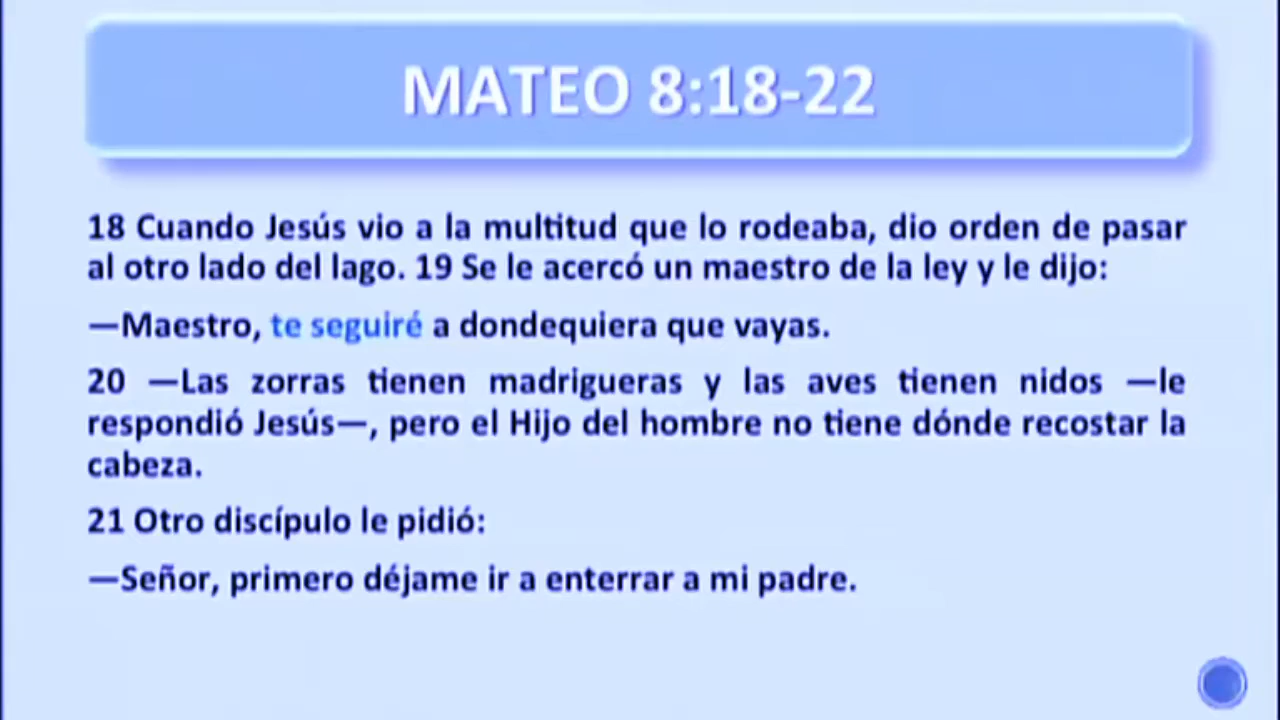 MATEO 8:18-22
18 Cuando Jesús vio a la multitud que lo rodeaba, dio orden de pasar
al otro lado del lago. 19 Se le acercó un maestro de la ley y le dijo:
—Maestro, te seguiré a dondequiera que vayas.
20 —Las zorras tienen madrigueras y las aves tienen nidos —le
respondió Jesús—, pero el Hijo del hombre no tiene dónde recostar la
cabeza.
21 Otro discípulo le pidió:
—Señor, primero déjame ir a enterrar a mi padre.